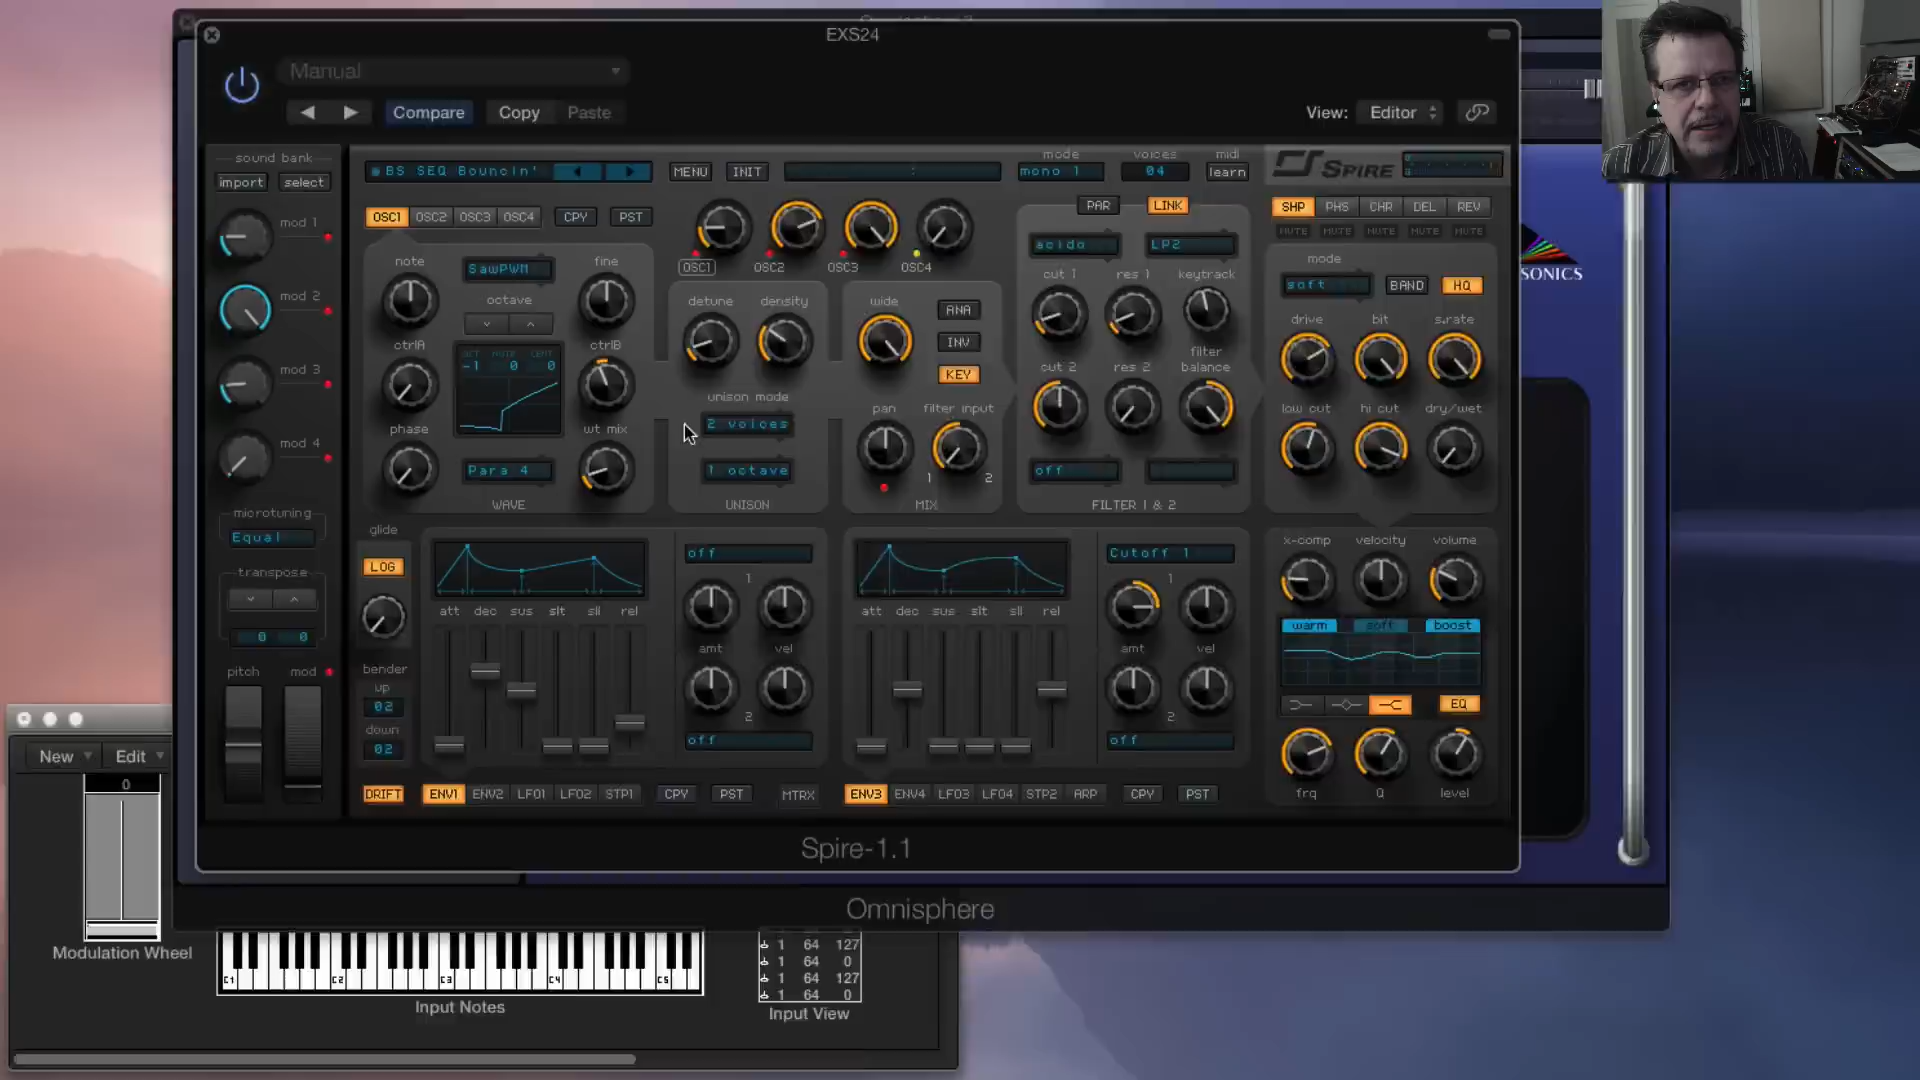 EXS24
Manual
Compare Copy Paste
View: Editor
sound bank
import select
mod 1
mod 2
mod 3
mod 4
microtuning
Equal
transpose
0 0
pitch mod
BS SEQ Bouncin'
MENU INIT
:
mode
mono 1
voices
04
midi
learn
SPIRE
OSC1 OSC2 OSC3 OSC4 CPY PST
OSC1 OSC2 OSC3 OSC4
note
SawPWM
fine
octave
ctrlA
OCT NOTE CENT
-1 0 0
ctrlB
phase
Para 4
wt mix
WAVE
detune density
unison mode
2 voices
1 octave
UNISON
wide
ANA
INV
KEY
pan filter input
1 2
MIX
PAR LINK
acido LP2
cut 1 res 1 keytrack
cut 2 res 2 filter balance
off
FILTER 1 & 2
SHP PHS CHR DEL REV
MUTE MUTE MUTE MUTE MUTE
mode
soft BAND HQ
drive bit s.rate
low cut hi cut dry/wet
SONICS
glide
LOG
bender
up
02
down
02
DRIFT
att dec sus slt sll rel
off
1
amt vel
2
off
ENV1 ENV2 LFO1 LFO2 STP1 CPY PST
MTRX
att dec sus slt sll rel
Cutoff 1
1
amt vel
2
off
ENV3 ENV4 LFO3 LFO4 STP2 ARP CPY PST
x-comp velocity volume
warm soft boost
EQ
frq Q level
Spire-1.1
Omnisphere
New Edit
0
Modulation Wheel
C1 C2 C3 C4 C5
Input Notes
1 64 127
1 64 0
1 64 127
1 64 0
Input View